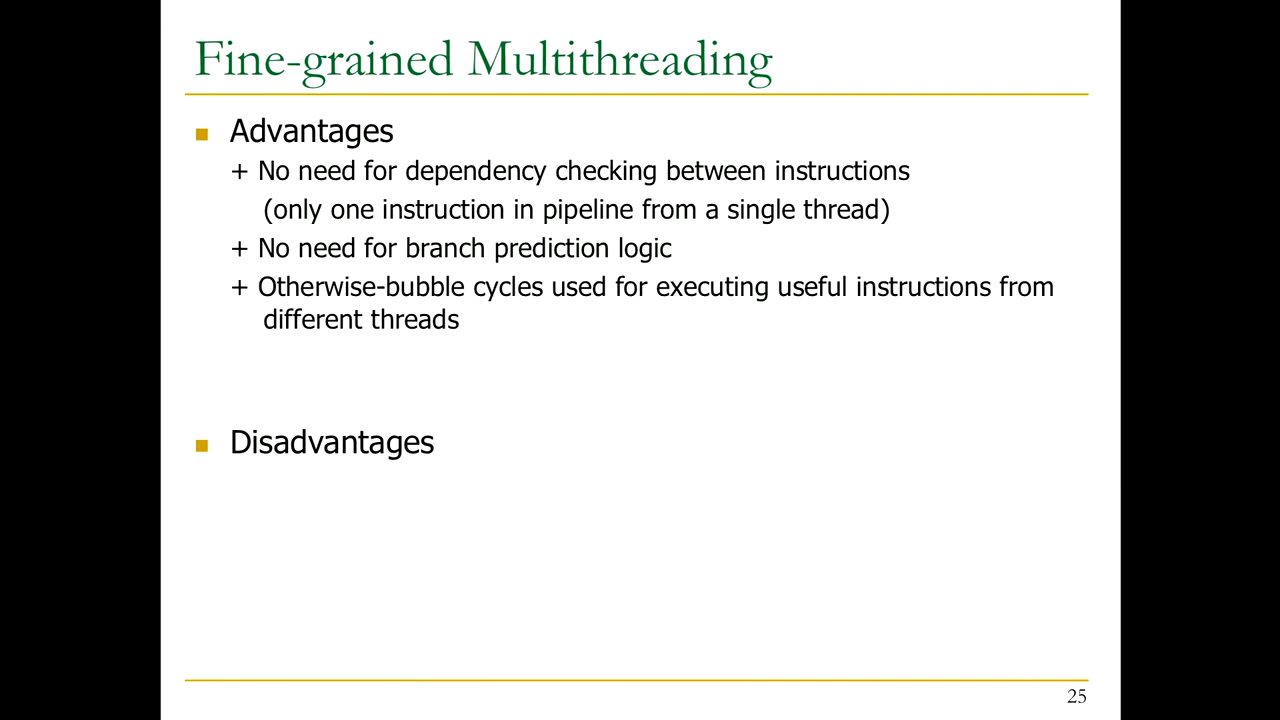 Fine-grained Multithreading
Advantages
+ No need for dependency checking between instructions
(only one instruction in pipeline from a single thread)
+ No need for branch prediction logic
+ Otherwise-bubble cycles used for executing useful instructions from
different threads
Disadvantages
25